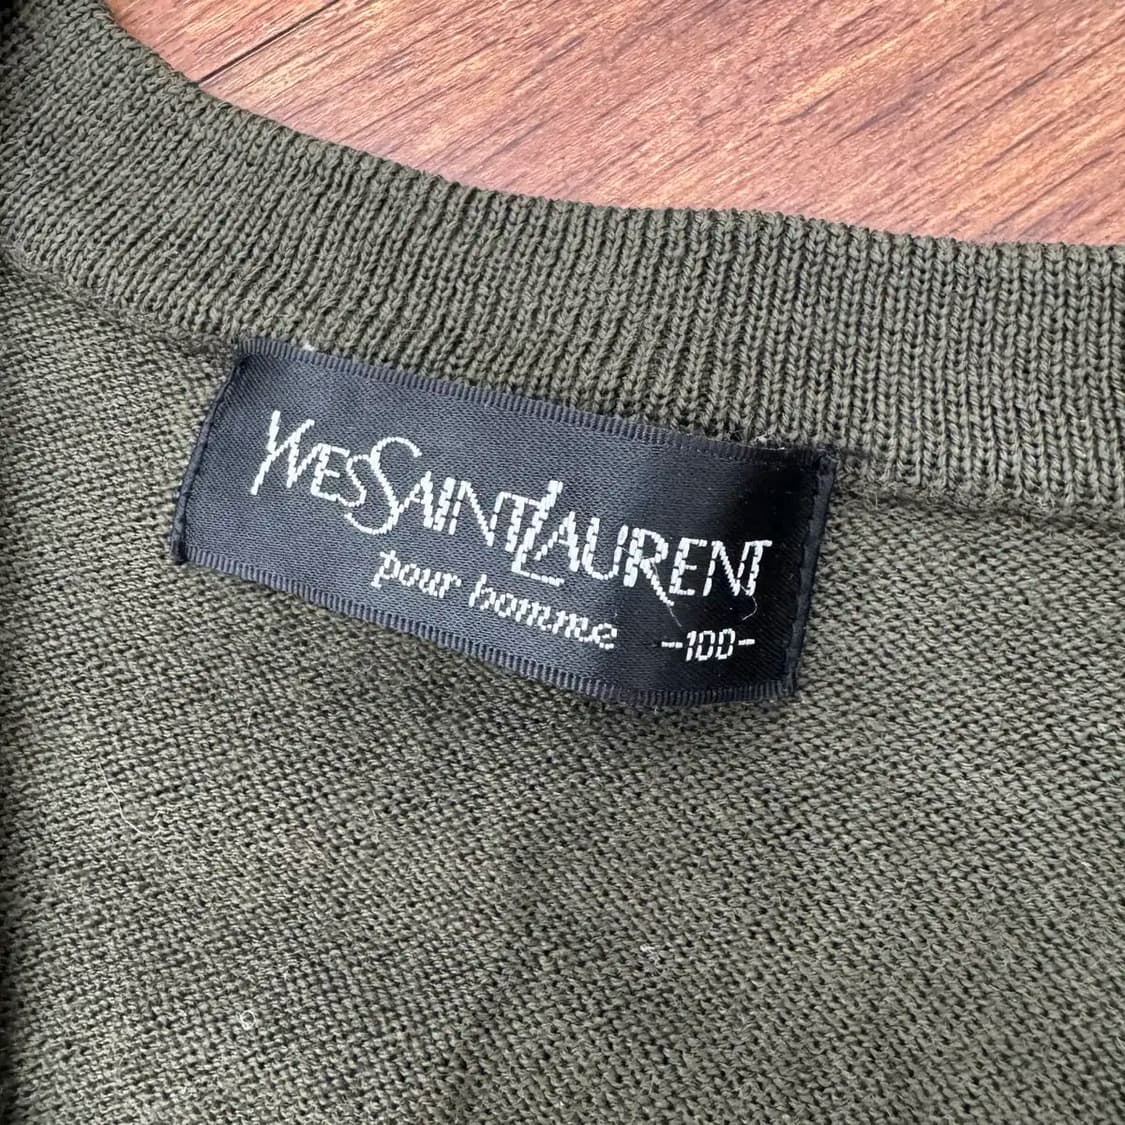 YVESSAINTLAURENT
pour homme
-100-